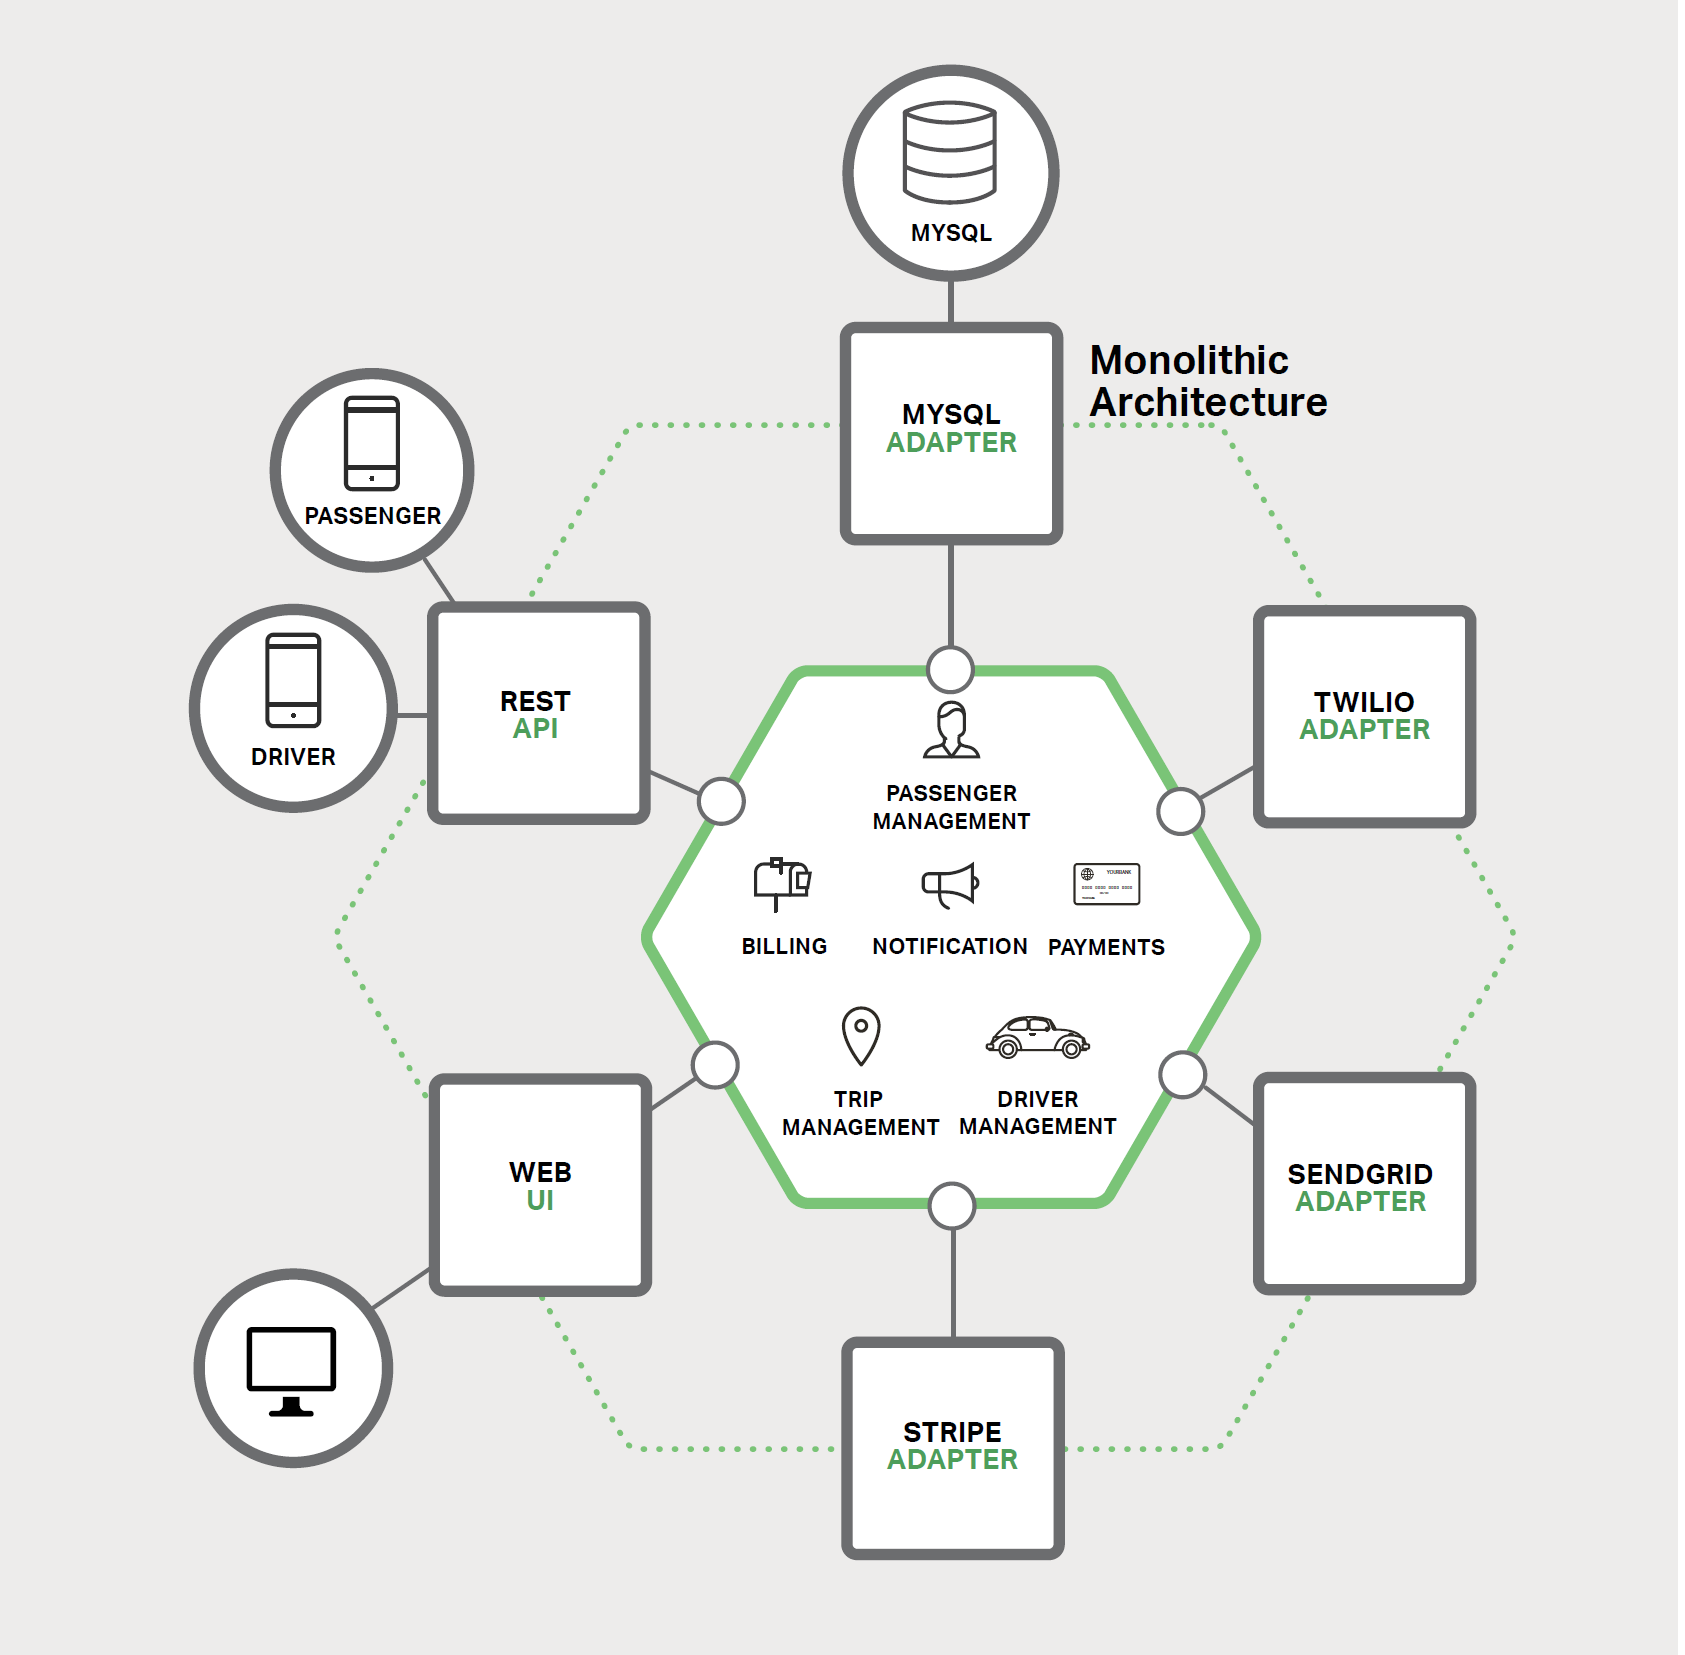 MYSQL
Monolithic
Architecture
MYSQL
ADAPTER
PASSENGER
DRIVER
REST
API
TWILIO
ADAPTER
PASSENGER
MANAGEMENT
YOURBANK
BILLING
NOTIFICATION
PAYMENTS
TRIP
MANAGEMENT
DRIVER
MANAGEMENT
WEB
UI
SENDGRID
ADAPTER
STRIPE
ADAPTER